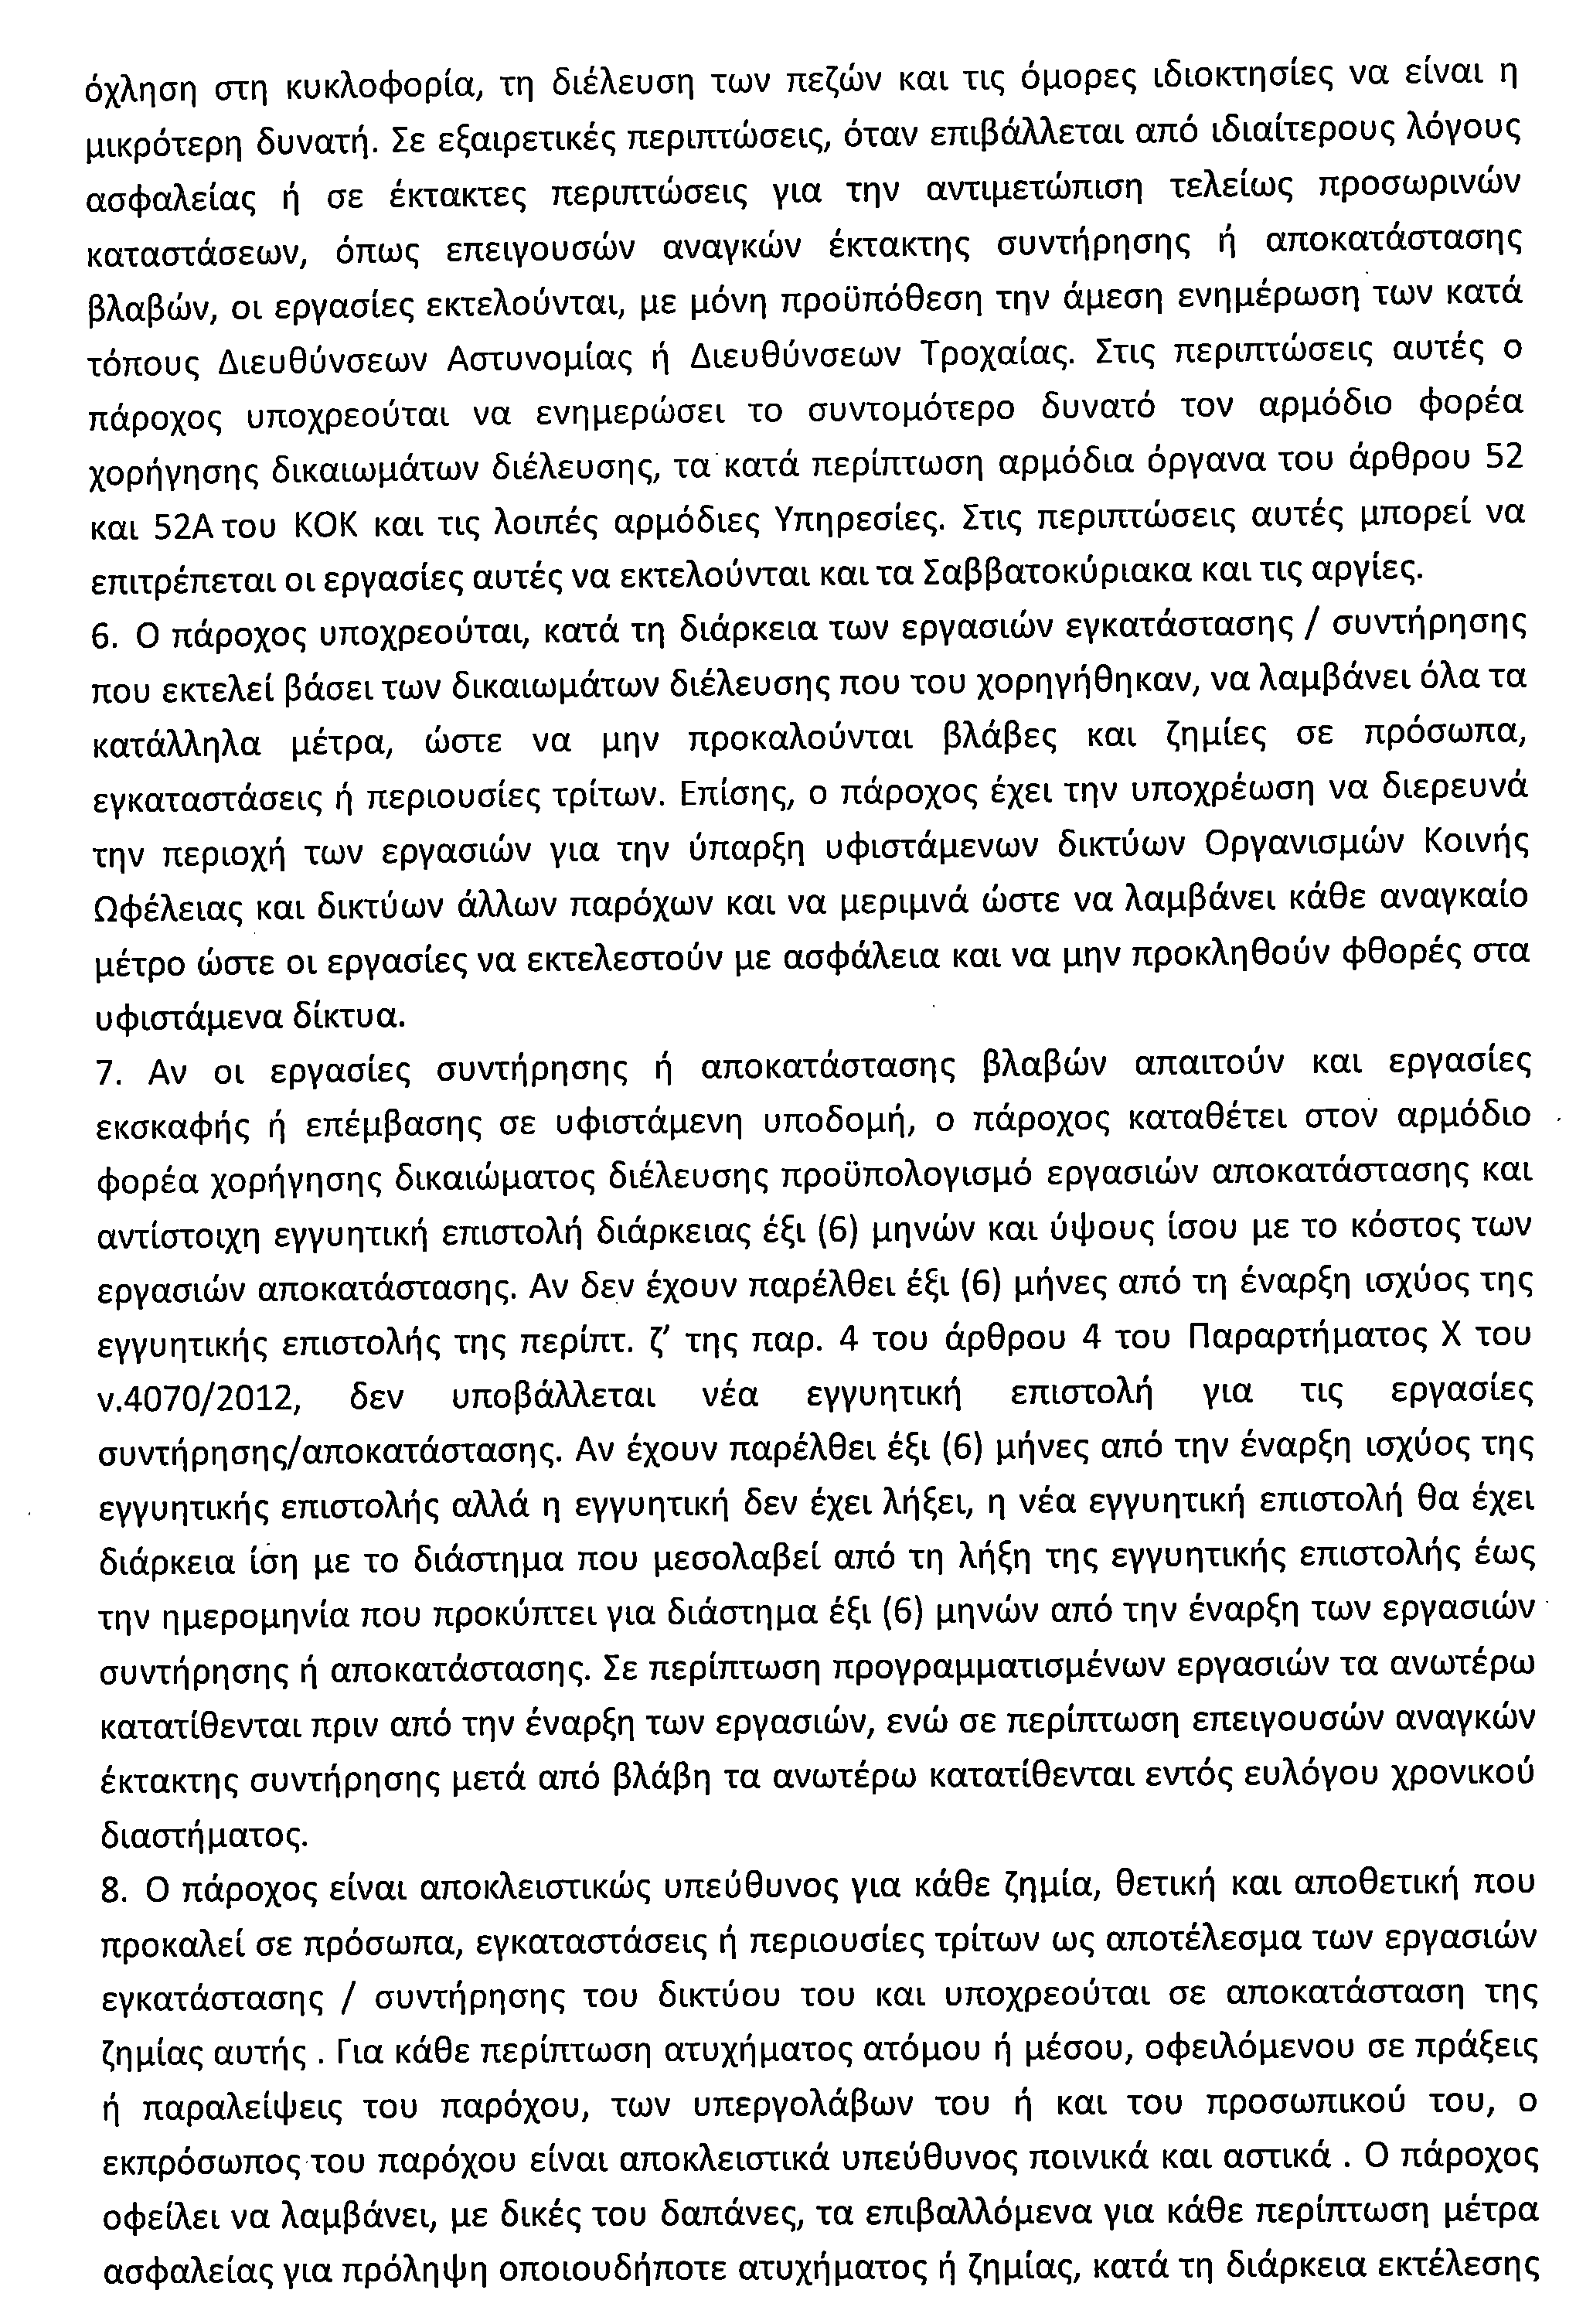 όχληση στη κυκλοφορία, τη διέλευση των πεζών και τις όμορες ιδιοκτησίες να είναι η
μικρότερη δυνατή. Σε εξαιρετικές περιπτώσεις, όταν επιβάλλεται από ιδιαίτερους λόγους
ασφαλείας ή σε έκτακτες περιπτώσεις για την αντιμετώπιση τελείως προσωρινών
καταστάσεων, όπως επειγουσών αναγκών έκτακτης συντήρησης ή αποκατάστασης
βλαβών, οι εργασίες εκτελούνται, με μόνη προϋπόθεση την άμεση ενημέρωση των κατά
τόπους Διευθύνσεων Αστυνομίας ή Διευθύνσεων Τροχαίας. Στις περιπτώσεις αυτές ο
πάροχος υποχρεούται να ενημερώσει το συντομότερο δυνατό τον αρμόδιο φορέα
χορήγησης δικαιωμάτων διέλευσης, τα κατά περίπτωση αρμόδια όργανα του άρθρου 52
και 52Α του ΚΟΚ και τις λοιπές αρμόδιες Υπηρεσίες. Στις περιπτώσεις αυτές μπορεί να
επιτρέπεται οι εργασίες αυτές να εκτελούνται και τα Σαββατοκύριακα και τις αργίες.
6. Ο πάροχος υποχρεούται, κατά τη διάρκεια των εργασιών εγκατάστασης / συντήρησης
που εκτελεί βάσει των δικαιωμάτων διέλευσης που του χορηγήθηκαν, να λαμβάνει όλα τα
κατάλληλα μέτρα, ώστε να μην προκαλούνται βλάβες και ζημίες σε πρόσωπα,
εγκαταστάσεις ή περιουσίες τρίτων. Επίσης, ο πάροχος έχει την υποχρέωση να διερευνά
την περιοχή των εργασιών για την ύπαρξη υφιστάμενων δικτύων Οργανισμών Κοινής
Ωφέλειας και δικτύων άλλων παρόχων και να μεριμνά ώστε να λαμβάνει κάθε αναγκαίο
μέτρο ώστε οι εργασίες να εκτελεστούν με ασφάλεια και να μην προκληθούν φθορές στα
υφιστάμενα δίκτυα.
7. Αν οι εργασίες συντήρησης ή αποκατάστασης βλαβών απαιτούν και εργασίες
εκσκαφής ή επέμβασης σε υφιστάμενη υποδομή, ο πάροχος καταθέτει στον αρμόδιο
φορέα χορήγησης δικαιώματος διέλευσης προϋπολογισμό εργασιών αποκατάστασης και
αντίστοιχη εγγυητική επιστολή διάρκειας έξι (6) μηνών και ύψους ίσου με το κόστος των
εργασιών αποκατάστασης. Αν δεν έχουν παρέλθει έξι (6) μήνες από τη έναρξη ισχύος της
εγγυητικής επιστολής της περίπτ. ζ’ της παρ. 4 του άρθρου 4 του Παραρτήματος Χ του
ν.4070/2012, δεν υποβάλλεται νέα εγγυητική επιστολή για τις εργασίες
συντήρησης/αποκατάστασης. Αν έχουν παρέλθει έξι (6) μήνες από την έναρξη ισχύος της
εγγυητικής επιστολής αλλά η εγγυητική δεν έχει λήξει, η νέα εγγυητική επιστολή θα έχει
διάρκεια ίση με το διάστημα που μεσολαβεί από τη λήξη της εγγυητικής επιστολής έως
την ημερομηνία που προκύπτει για διάστημα έξι (6) μηνών από την έναρξη των εργασιών
συντήρησης ή αποκατάστασης. Σε περίπτωση προγραμματισμένων εργασιών τα ανωτέρω
κατατίθενται πριν από την έναρξη των εργασιών, ενώ σε περίπτωση επειγουσών αναγκών
έκτακτης συντήρησης μετά από βλάβη τα ανωτέρω κατατίθενται εντός ευλόγου χρονικού
διαστήματος.
8. Ο πάροχος είναι αποκλειστικώς υπεύθυνος για κάθε ζημία, θετική και αποθετική που
προκαλεί σε πρόσωπα, εγκαταστάσεις ή περιουσίες τρίτων ως αποτέλεσμα των εργασιών
εγκατάστασης / συντήρησης του δικτύου του και υποχρεούται σε αποκατάσταση της
ζημίας αυτής . Για κάθε περίπτωση ατυχήματος ατόμου ή μέσου, οφειλόμενου σε πράξεις
ή παραλείψεις του παρόχου, των υπεργολάβων του ή και του προσωπικού του, ο
εκπρόσωπος του παρόχου είναι αποκλειστικά υπεύθυνος ποινικά και αστικά . Ο πάροχος
οφείλει να λαμβάνει, με δικές του δαπάνες, τα επιβαλλόμενα για κάθε περίπτωση μέτρα
ασφαλείας για πρόληψη οποιουδήποτε ατυχήματος ή ζημίας, κατά τη διάρκεια εκτέλεσης